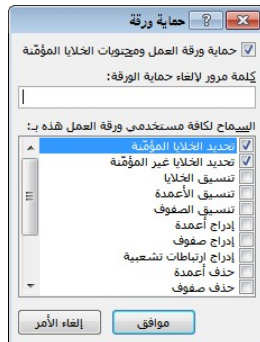 حماية ورقة
حماية ورقة العمل ومحتويات الخلايا المؤمّنة
كلمة مرور لإلغاء حماية الورقة:
السماح لكافة مستخدمي ورقة العمل هذه بـ:
تحديد الخلايا المؤمّنة
تحديد الخلايا غير المؤمّنة
تنسيق الخلايا
تنسيق الأعمدة
تنسيق الصفوف
إدراج أعمدة
إدراج صفوف
إدراج ارتباطات تشعبية
حذف أعمدة
حذف صفوف
موافق
إلغاء الأمر